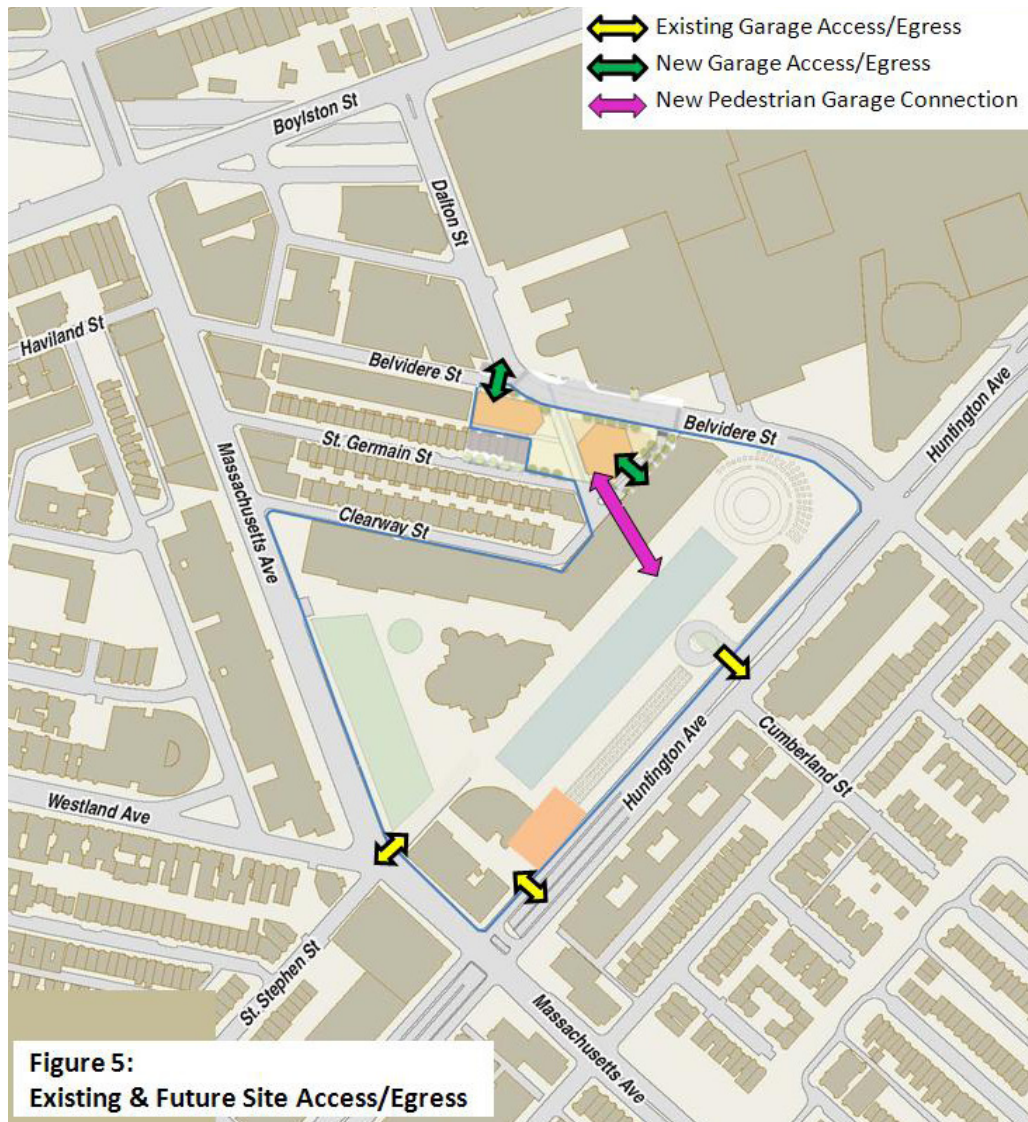 Existing Garage Access/Egress
New Garage Access/Egress
New Pedestrian Garage Connection
Boylston St
Dalton St
Haviland St
Belvidere St
Belvidere St
Huntington Ave
St. Germain St
Massachusetts Ave
Clearway St
Huntington Ave
Cumberland St
Westland Ave
St. Stephen St
Massachusetts Ave
Figure 5:
Existing & Future Site Access/Egress